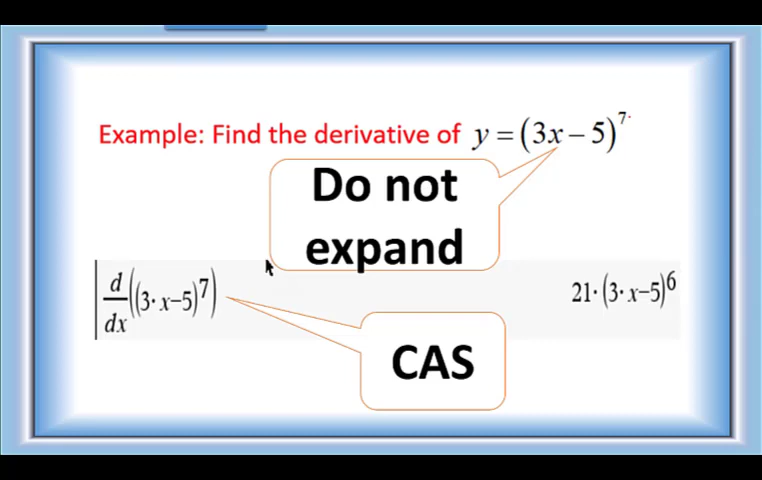 Example: Find the derivative of y = (3x − 5)^7
Do not
expand
d/dx((3· x−5)^7) 21· (3· x−5)^6
CAS